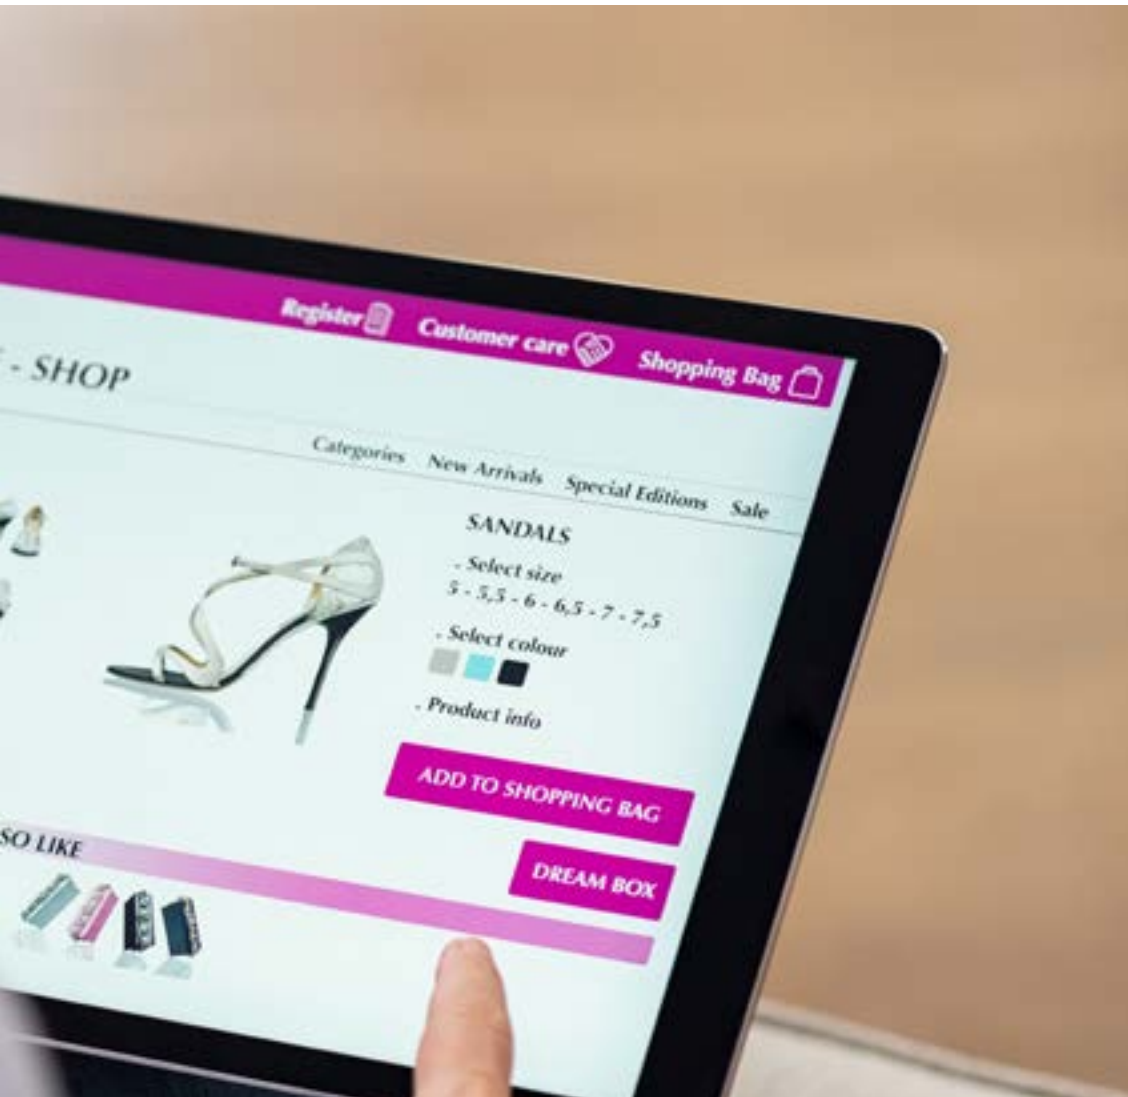 Register Customer care Shopping Bag
- SHOP
Categories New Arrivals Special Editions Sale
SANDALS
. Select size
5 - 5,5 - 6 - 6,5 - 7 - 7,5
. Select colour
. Product info
ADD TO SHOPPING BAG
DREAM BOX
SO LIKE